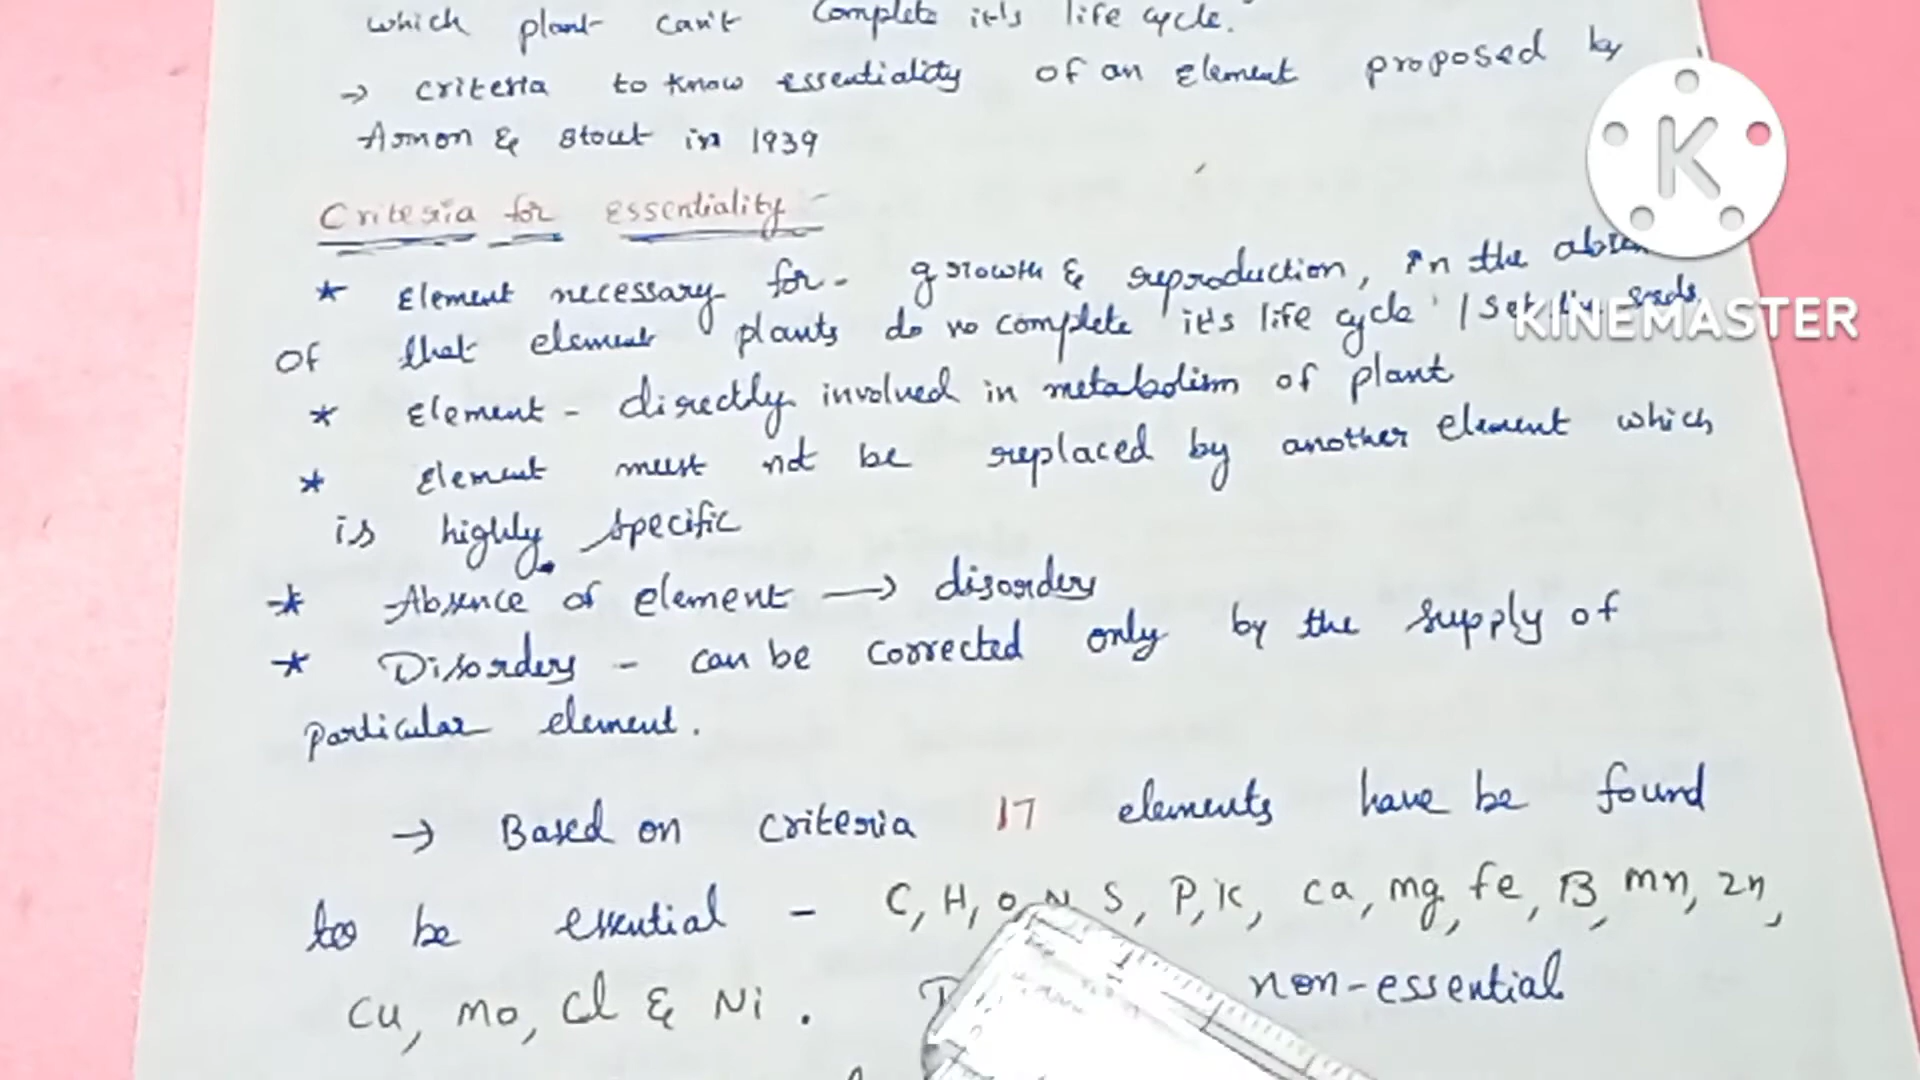 which plant can't complete it's life cycle.
→ criteria to know essentiality of an Element proposed by
Arnon & stout in 1939
Criteria for essentiality -
* Element necessary for - growth & reproduction, in the
of that element plants do no complete it's life cycle / set seeds
* Element - directly involved in metabolism of plant
* Element must not be replaced by another element which
is highly specific
* Absence of element → disorders
* Disorders - can be corrected only by the supply of
particular element.
→ Based on criteria 17 elements have be found
to be essential - C, H, O, N, S, P, K, Ca, Mg, Fe, B, Mn, Zn,
Cu, Mo, Cl & Ni. non-essential
K
KINEMASTER